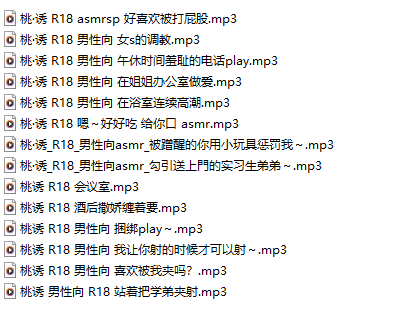 桃·诱 R18 asmrsp 好喜欢被打屁股.mp3
桃·诱 R18 男性向 女s的调教.mp3
桃·诱 R18 男性向 午休时间羞耻的电话play.mp3
桃·诱 R18 男性向 在姐姐办公室做爱.mp3
桃·诱 R18 男性向 在浴室连续高潮.mp3
桃·诱 R18 嗯～好好吃 给你口 asmr.mp3
桃·诱_R18_男性向asmr_被蹭醒的你用小玩具惩罚我～.mp3
桃·诱_R18_男性向asmr_勾引送上門的实习生弟弟～.mp3
桃诱 R18 会议室.mp3
桃诱 R18 酒后撒娇缠着要.mp3
桃诱 R18 男性向 捆绑play～.mp3
桃诱 R18 男性向 我让你射的时候才可以射～.mp3
桃诱 R18 男性向 喜欢被我夹吗？.mp3
桃诱 男性向 R18 站着把学弟夹射.mp3